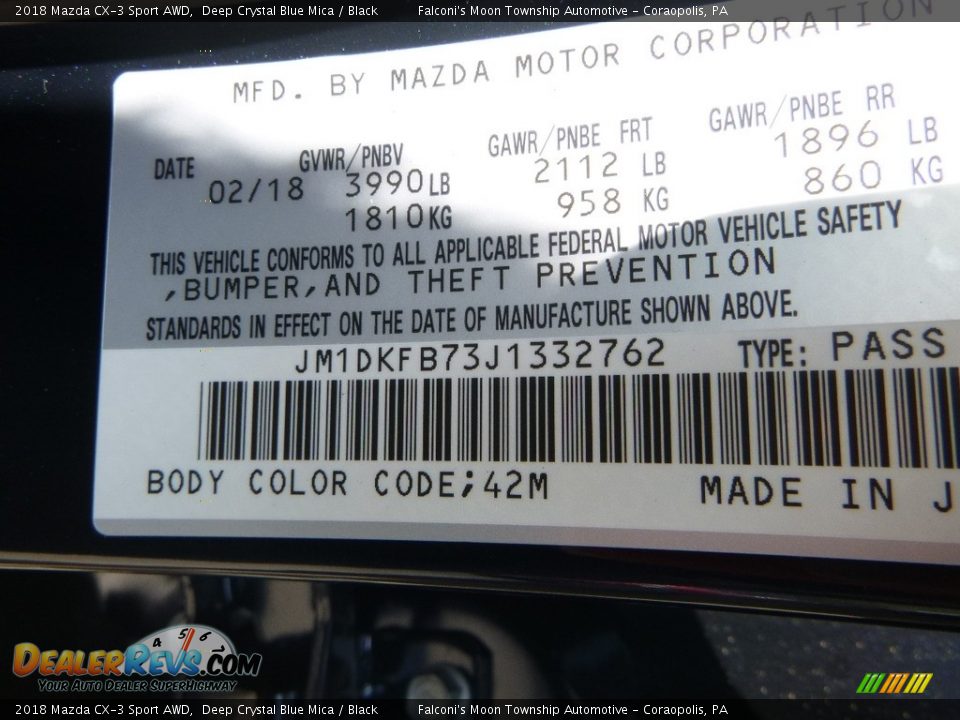 2018 Mazda CX-3 Sport AWD, Deep Crystal Blue Mica / Black Falconi's Moon Township Automotive - Coraopolis, PA
MFD. BY MAZDA MOTOR CORPORATION
DATE GVWR/PNBV GAWR/PNBE FRT GAWR/PNBE RR
02/18 3990LB 2112 LB 1896 LB
1810KG 958 KG 860 KG
THIS VEHICLE CONFORMS TO ALL APPLICABLE FEDERAL MOTOR VEHICLE SAFETY
,BUMPER,AND THEFT PREVENTION
STANDARDS IN EFFECT ON THE DATE OF MANUFACTURE SHOWN ABOVE.
JM1DKFB73J1332762 TYPE: PASS
BODY COLOR CODE;42M MADE IN J
4 5 6
DEALERREVS.COM
YOUR AUTO DEALER SUPERHIGHWAY
2018 Mazda CX-3 Sport AWD, Deep Crystal Blue Mica / Black Falconi's Moon Township Automotive - Coraopolis, PA